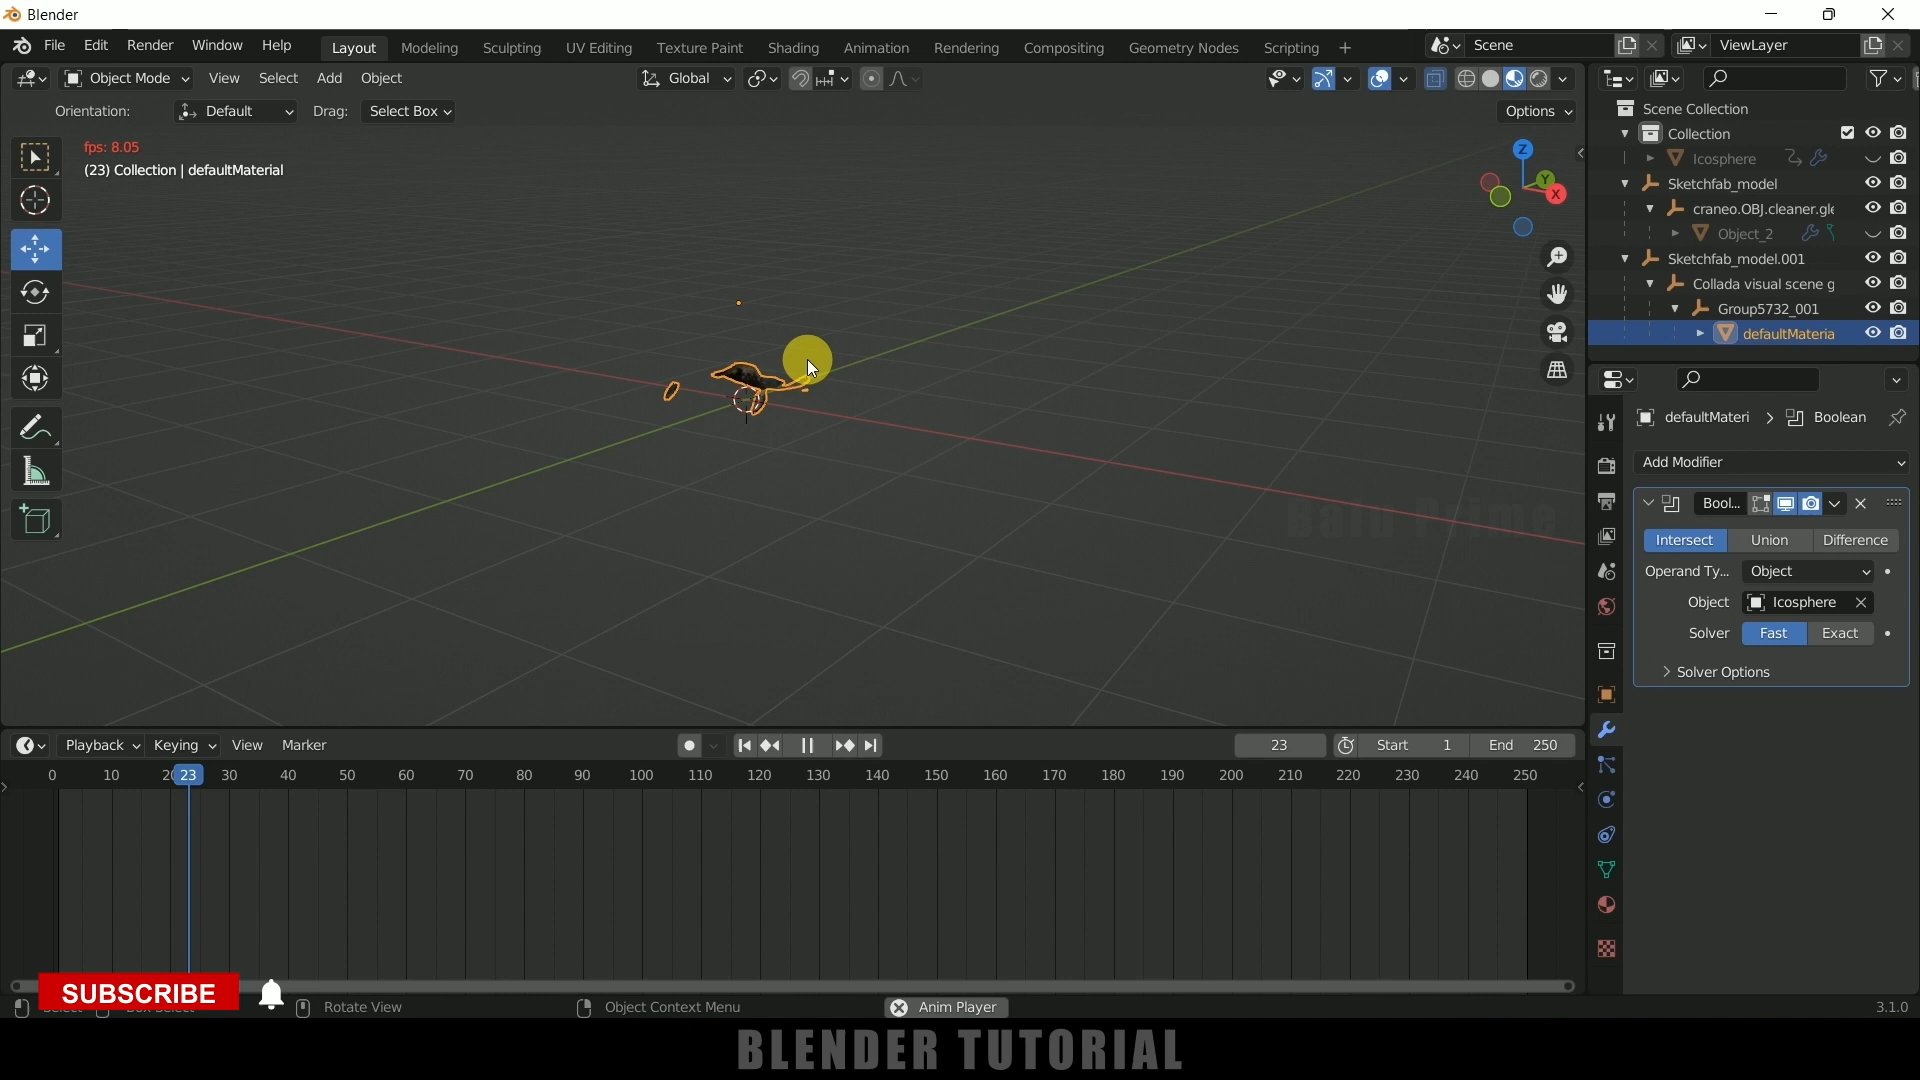 Blender
File Edit Render Window Help Layout Modeling Sculpting UV Editing Texture Paint Shading Animation Rendering Compositing Geometry Nodes Scripting + Scene ViewLayer
Object Mode View Select Add Object Global
Orientation: Default Drag: Select Box Options
fps: 8.05
(23) Collection | defaultMaterial
Z
Y
X
Scene Collection
Collection
Icosphere
Sketchfab_model
craneo.OBJ.cleaner.gle
Object_2
Sketchfab_model.001
Collada visual scene g
Group5732_001
defaultMateria
defaultMateri > Boolean
Add Modifier
Bool...
Intersect Union Difference
Operand Ty... Object
Object Icosphere
Solver Fast Exact
Solver Options
Playback Keying View Marker 23 Start 1 End 250
0 10 20 23 30 40 50 60 70 80 90 100 110 120 130 140 150 160 170 180 190 200 210 220 230 240 250
SUBSCRIBE
Rotate View Object Context Menu Anim Player 3.1.0
BLENDER TUTORIAL